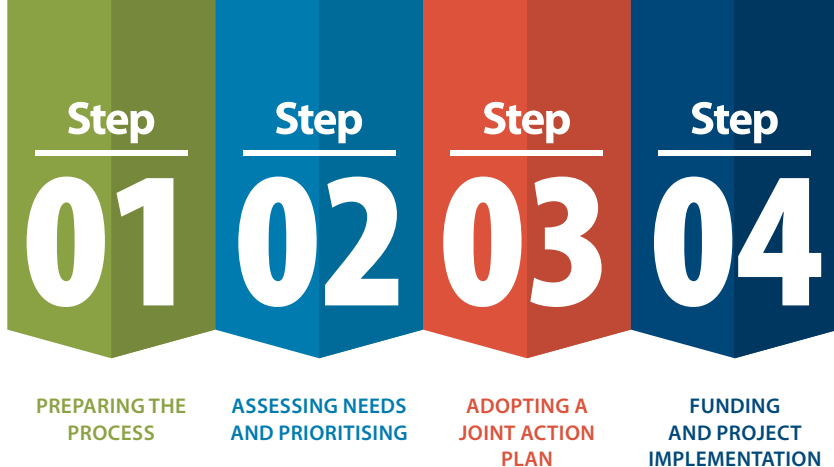 Step
01
Step
02
Step
03
Step
04
PREPARING THE
PROCESS
ASSESSING NEEDS
AND PRIORITISING
ADOPTING A
JOINT ACTION
PLAN
FUNDING
AND PROJECT
IMPLEMENTATION